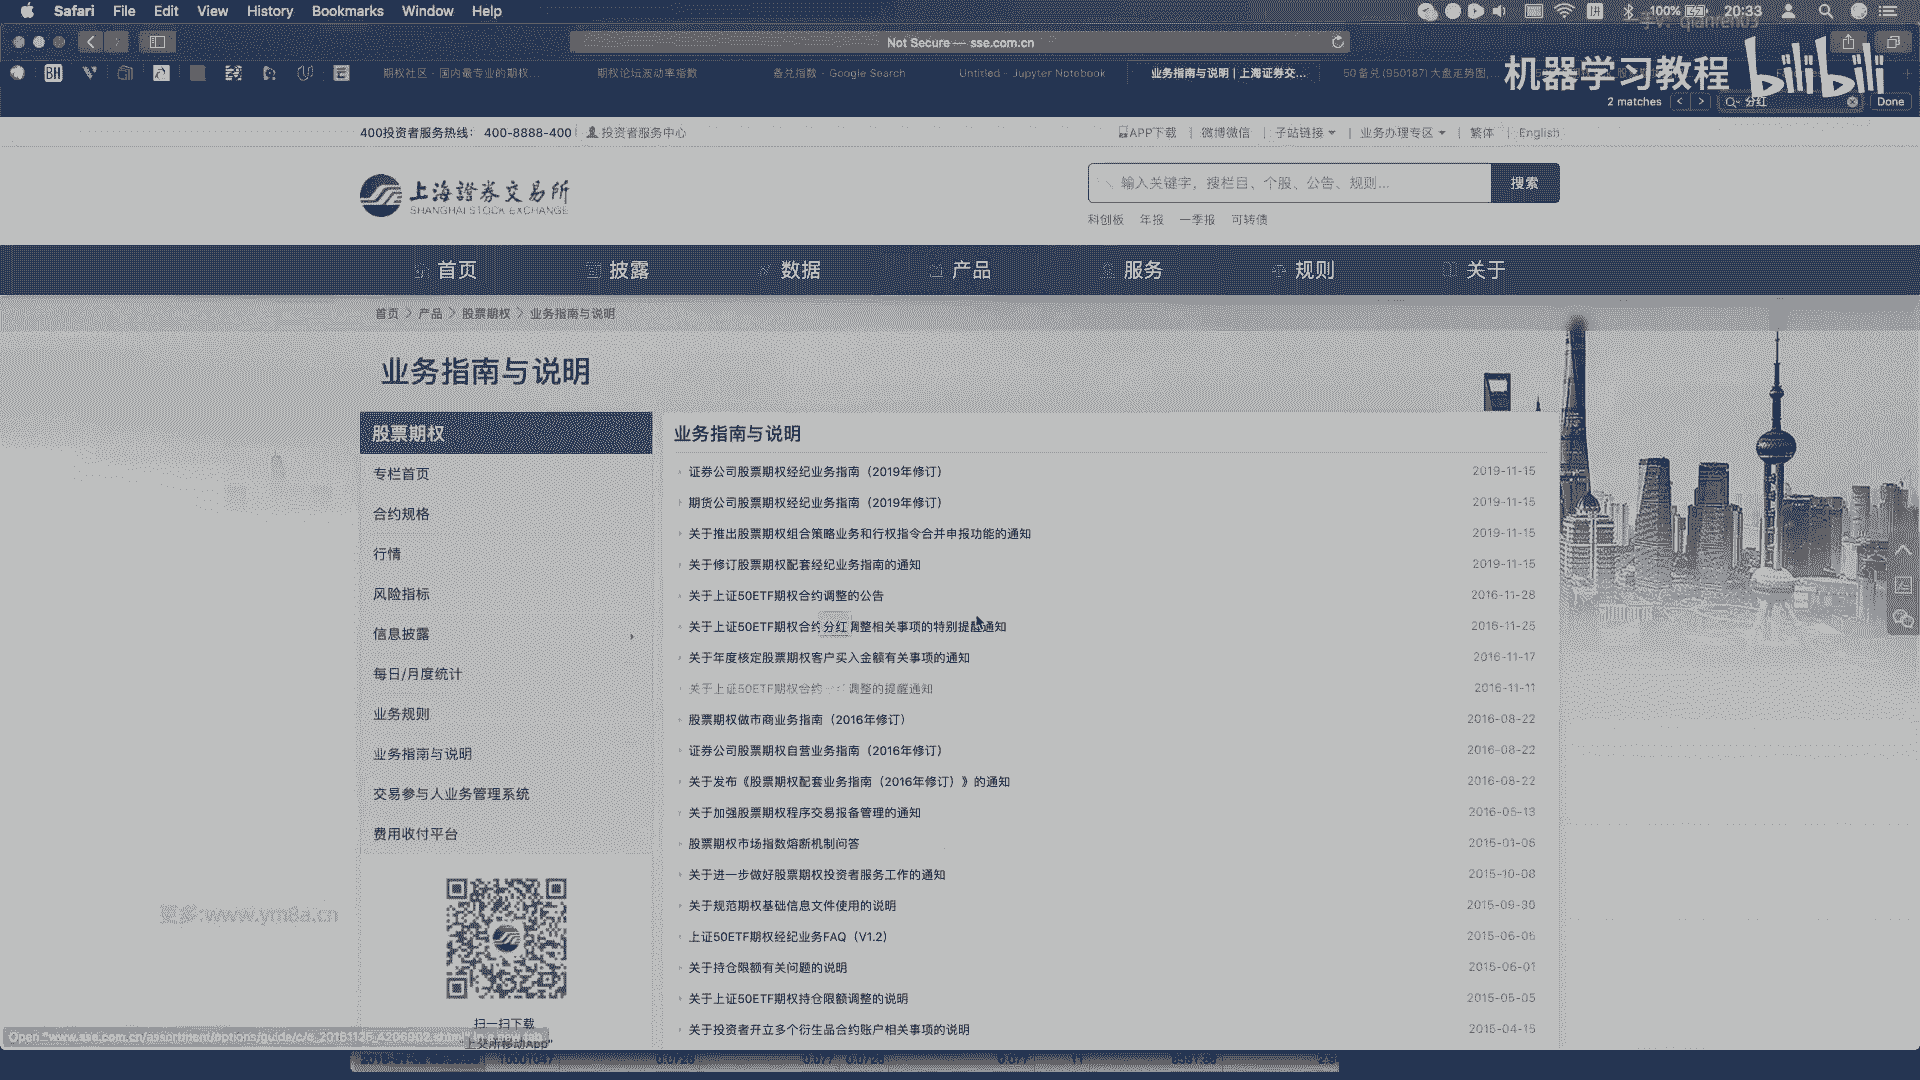 Safari File Edit View History Bookmarks Window Help
100% 20:33
Not Secure — sse.com.cn
期权社区 - 国内最专业的期权...
期权论坛波动率指数
备兑指数 - Google Search
Untitled - Jupyter Notebook
业务指南与说明 | 上海证券交...
50备兑(950187)大盘走势图,...
机器学习教程 bilibili
2 matches 分红 Done
400投资者服务热线： 400-8888-400 投资者服务中心
APP下载 | 微博微信 | 子站链接 | 业务办理专区 | 繁体 | English
上海證券交易所
SHANGHAI STOCK EXCHANGE
输入关键字，搜栏目、个股、公告、规则... 搜索
科创板 年报 一季报 可转债
首页 披露 数据 产品 服务 规则 关于
首页 > 产品 > 股票期权 > 业务指南与说明
业务指南与说明
股票期权
专栏首页
合约规格
行情
风险指标
信息披露
每日/月度统计
业务规则
业务指南与说明
交易参与人业务管理系统
费用收付平台
扫一扫下载
上交所移动App"
业务指南与说明
证券公司股票期权经纪业务指南（2019年修订） 2019-11-15
期货公司股票期权经纪业务指南（2019年修订） 2019-11-15
关于推出股票期权组合策略业务和行权指令合并申报功能的通知 2019-11-15
关于修订股票期权配套经纪业务指南的通知 2019-11-15
关于上证50ETF期权合约调整的公告 2016-11-28
关于上证50ETF期权合约分红调整相关事项的特别提醒通知 2016-11-25
关于年度核定股票期权客户买入金额有关事项的通知 2016-11-17
关于上证50ETF期权合约 调整的提醒通知 2016-11-11
股票期权做市商业务指南（2016年修订） 2016-08-22
证券公司股票期权自营业务指南（2016年修订） 2016-08-22
关于发布《股票期权配套业务指南（2016年修订）》的通知 2016-08-22
关于加强股票期权程序交易报备管理的通知 2016-05-13
股票期权市场指数熔断机制问答
关于进一步做好股票期权投资者服务工作的通知 2015-10-08
关于规范期权基础信息文件使用的说明 2015-09-30
上证50ETF期权经纪业务FAQ（V1.2）
关于持仓限额有关问题的说明 2015-06-01
关于上证50ETF期权持仓限额调整的说明 2015-05-05
关于投资者开立多个衍生品合约账户相关事项的说明 2015-04-15
更多:www.ym8a.cn